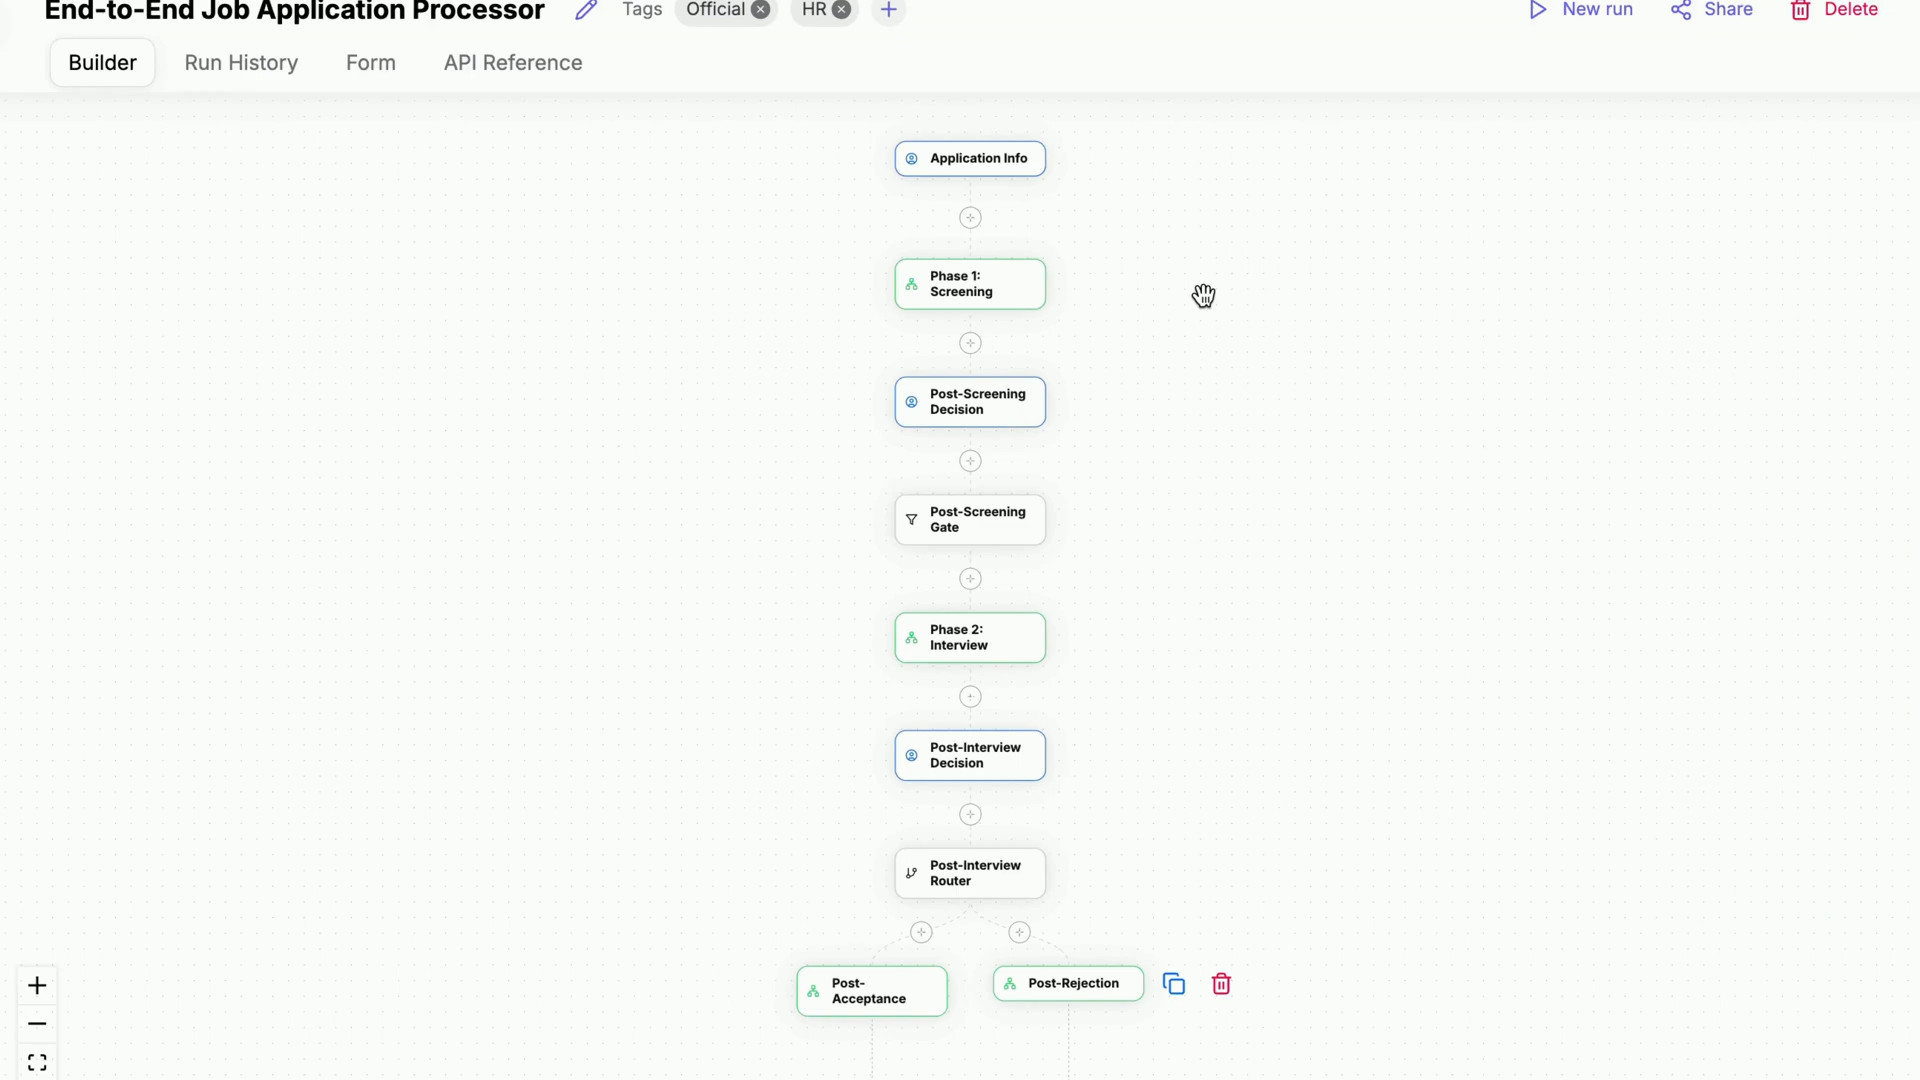 End-to-End Job Application Processor
Tags
Official
HR
New run
Share
Delete
Builder
Run History
Form
API Reference
Application Info
Phase 1:
Screening
Post-Screening
Decision
Post-Screening
Gate
Phase 2:
Interview
Post-Interview
Decision
Post-Interview
Router
Post-
Acceptance
Post-Rejection